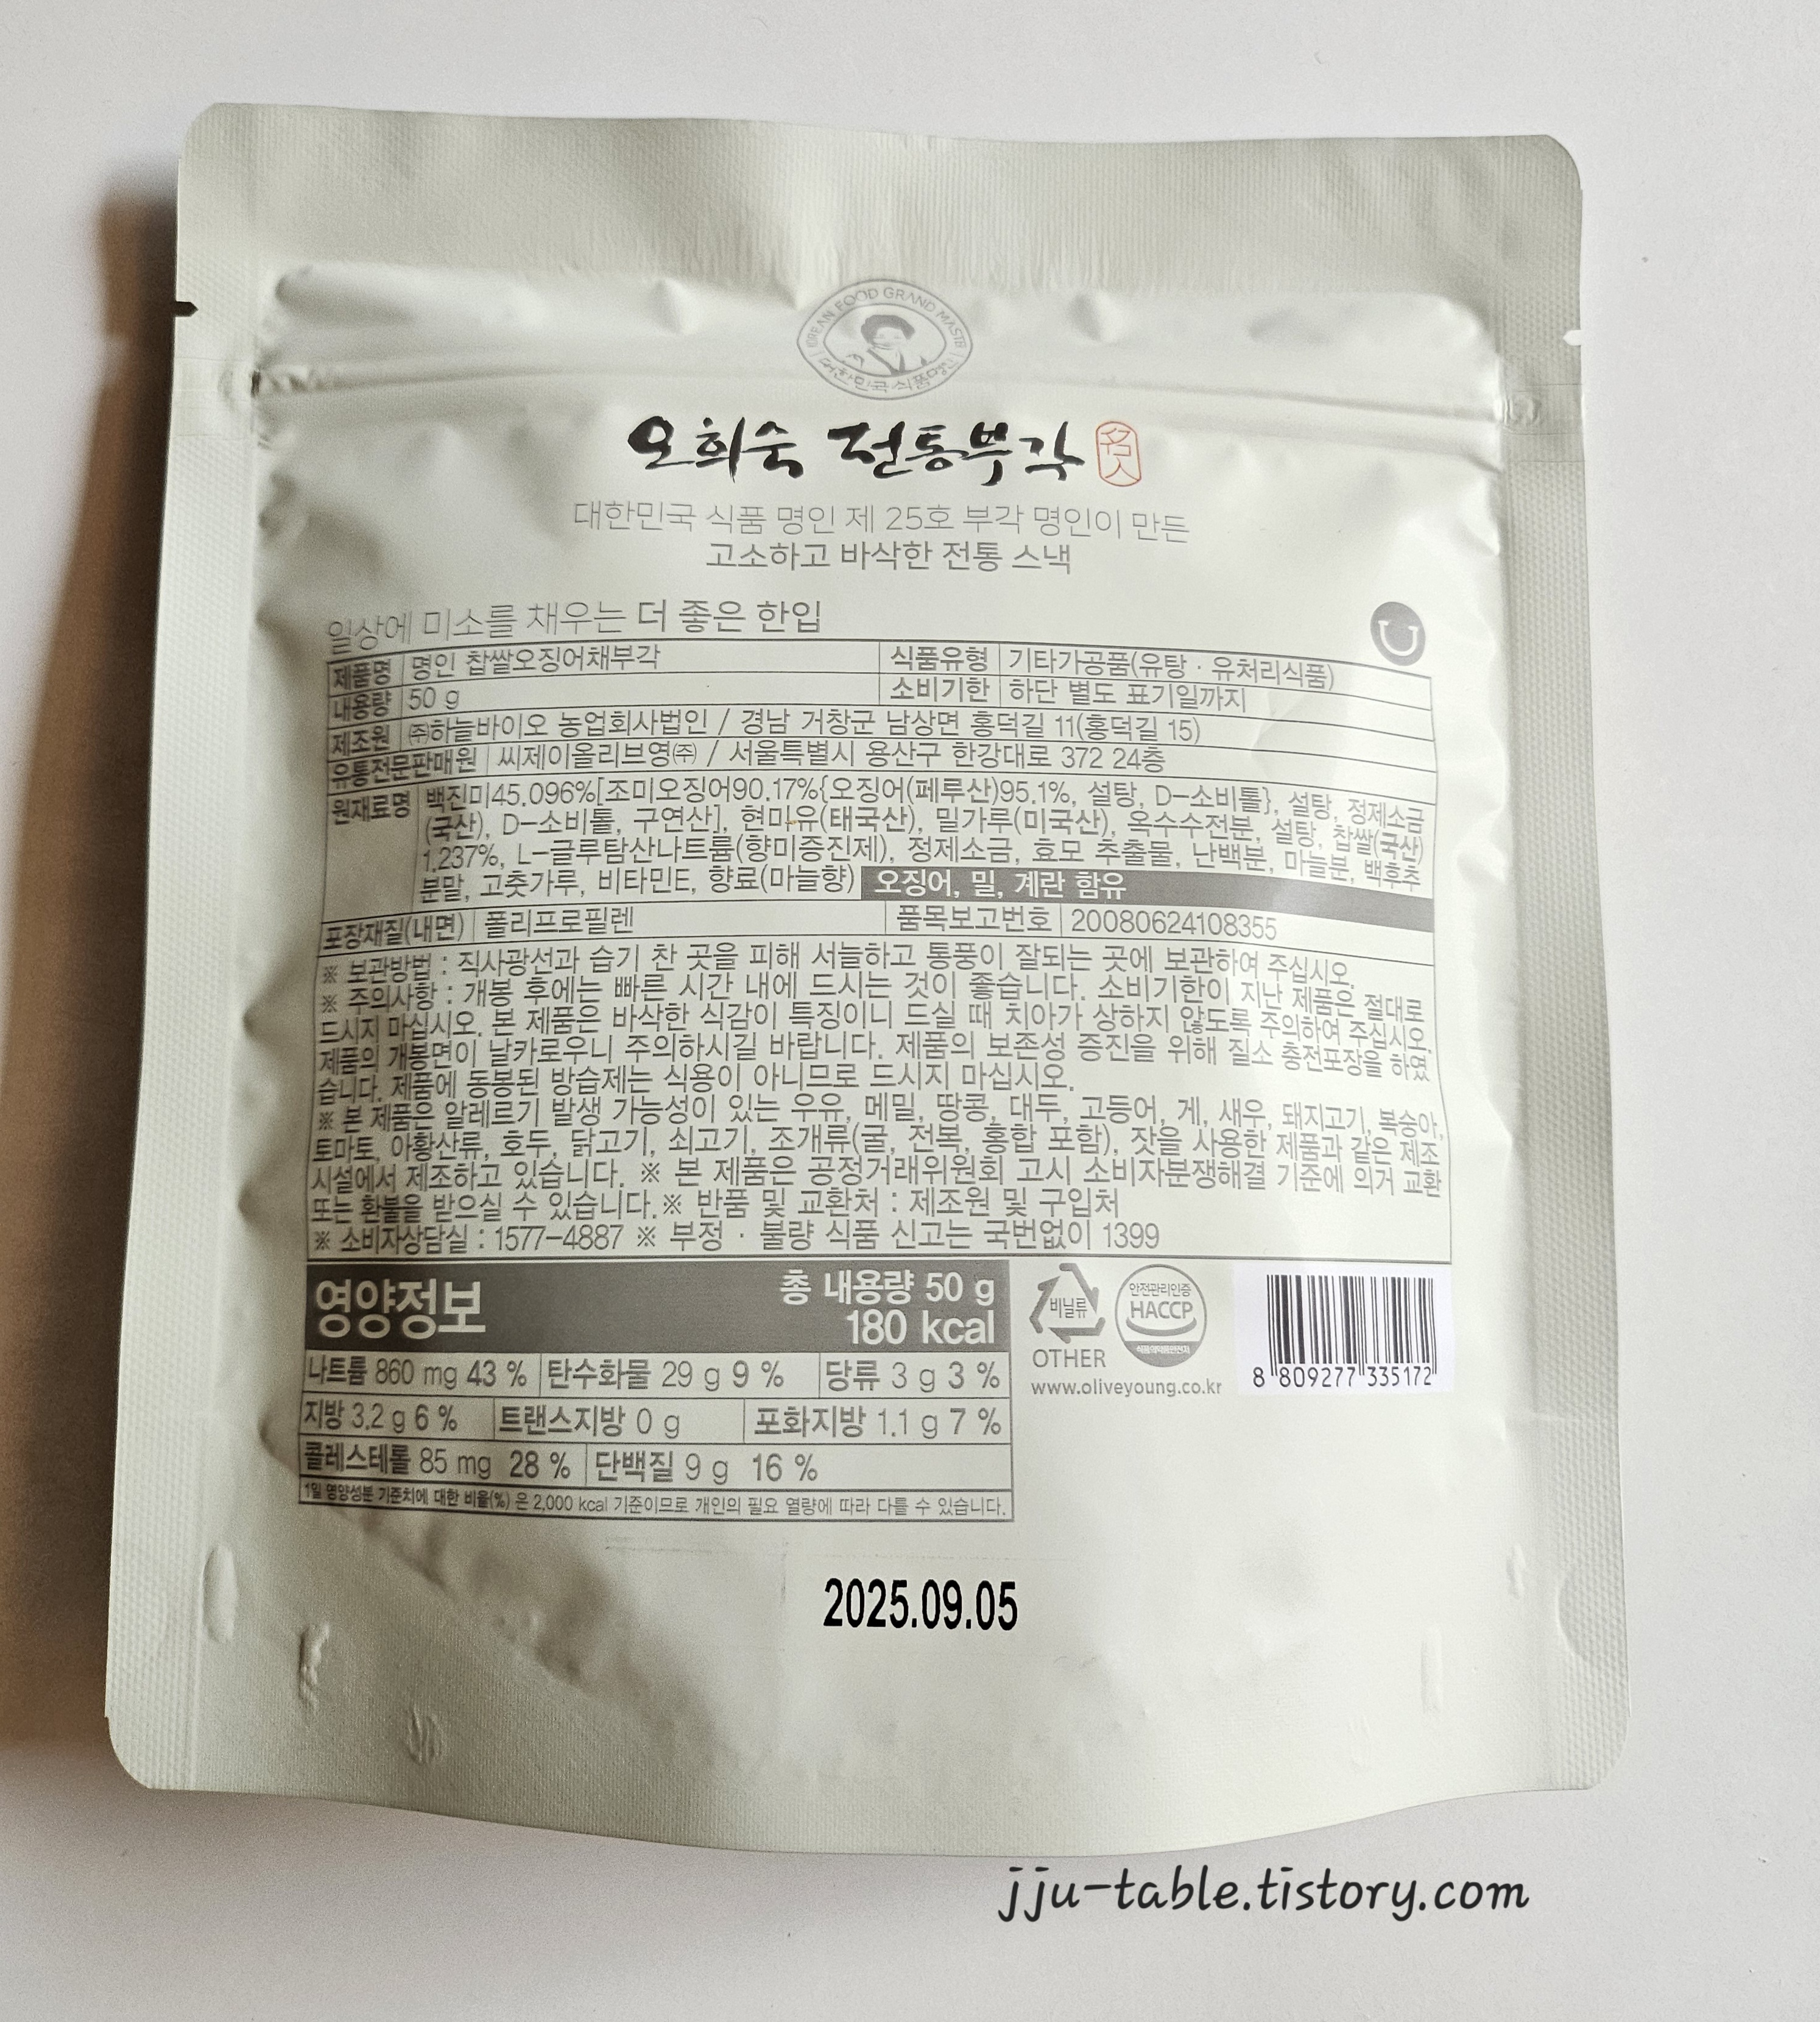 KOREAN FOOD GRAND MASTER
대한민국 식품명인
오희숙 전통부각 名人
대한민국 식품 명인 제 25호 부각 명인이 만든
고소하고 바삭한 전통 스낵
일상에 미소를 채우는 더 좋은 한입
제품명 명인 찹쌀오징어채부각 식품유형 기타가공품(유탕·유처리식품)
내용량 50 g 소비기한 하단 별도 표기일까지
제조원 ㈜하늘바이오 농업회사법인 / 경남 거창군 남상면 홍덕길 11(홍덕길 15)
유통전문판매원 씨제이올리브영㈜ / 서울특별시 용산구 한강대로 372 24층
원재료명 백진미45.096%[조미오징어90.17%{오징어(페루산)95.1%, 설탕, D-소비톨}, 설탕, 정제소금
(국산), D-소비톨, 구연산], 현미유(태국산), 밀가루(미국산), 옥수수전분, 설탕, 찹쌀(국산)
1.237%, L-글루탐산나트륨(향미증진제), 정제소금, 효모 추출물, 난백분, 마늘분, 백후추
분말, 고춧가루, 비타민E, 향료(마늘향) 오징어, 밀, 계란 함유
포장재질(내면) 폴리프로필렌 품목보고번호 20080624108355
※ 보관방법 : 직사광선과 습기 찬 곳을 피해 서늘하고 통풍이 잘되는 곳에 보관하여 주십시오.
※ 주의사항 : 개봉 후에는 빠른 시간 내에 드시는 것이 좋습니다. 소비기한이 지난 제품은 절대로
드시지 마십시오. 본 제품은 바삭한 식감이 특징이니 드실 때 치아가 상하지 않도록 주의하여 주십시오.
제품의 개봉면이 날카로우니 주의하시길 바랍니다. 제품의 보존성 증진을 위해 질소 충전포장을 하였
습니다. 제품에 동봉된 방습제는 식용이 아니므로 드시지 마십시오.
※ 본 제품은 알레르기 발생 가능성이 있는 우유, 메밀, 땅콩, 대두, 고등어, 게, 새우, 돼지고기, 복숭아,
토마토, 아황산류, 호두, 닭고기, 쇠고기, 조개류(굴, 전복, 홍합 포함), 잣을 사용한 제품과 같은 제조
시설에서 제조하고 있습니다. ※ 본 제품은 공정거래위원회 고시 소비자분쟁해결 기준에 의거 교환
또는 환불을 받으실 수 있습니다.※ 반품 및 교환처 : 제조원 및 구입처
※ 소비자상담실 : 1577-4887 ※ 부정·불량 식품 신고는 국번없이 1399
영양정보 총 내용량 50 g
180 kcal
나트륨 860 mg 43 % 탄수화물 29 g 9 % 당류 3 g 3 %
지방 3.2 g 6 % 트랜스지방 0 g 포화지방 1.1 g 7 %
콜레스테롤 85 mg 28 % 단백질 9 g 16 %
1일 영양성분 기준치에 대한 비율(%) 은 2,000 kcal 기준이므로 개인의 필요 열량에 따라 다를 수 있습니다.
비닐류
OTHER
안전관리인증
HACCP
식품의약품안전처
www.oliveyoung.co.kr
8 809277 335172
2025.09.05
jju-table.tistory.com